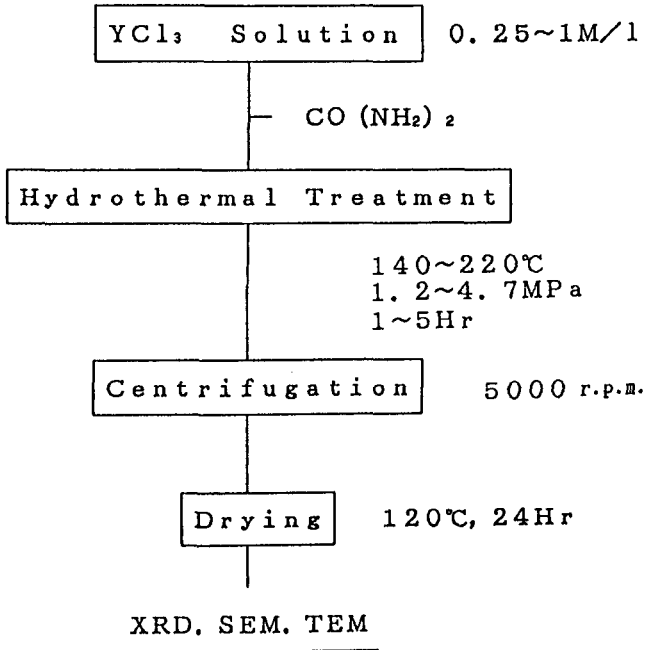 YCl₃ Solution 0.25~1M/l
CO(NH₂)₂
Hydrothermal Treatment
140~220℃
1.2~4.7MPa
1~5Hr
Centrifugation 5000 r.p.m.
Drying 120℃, 24Hr
XRD. SEM. TEM